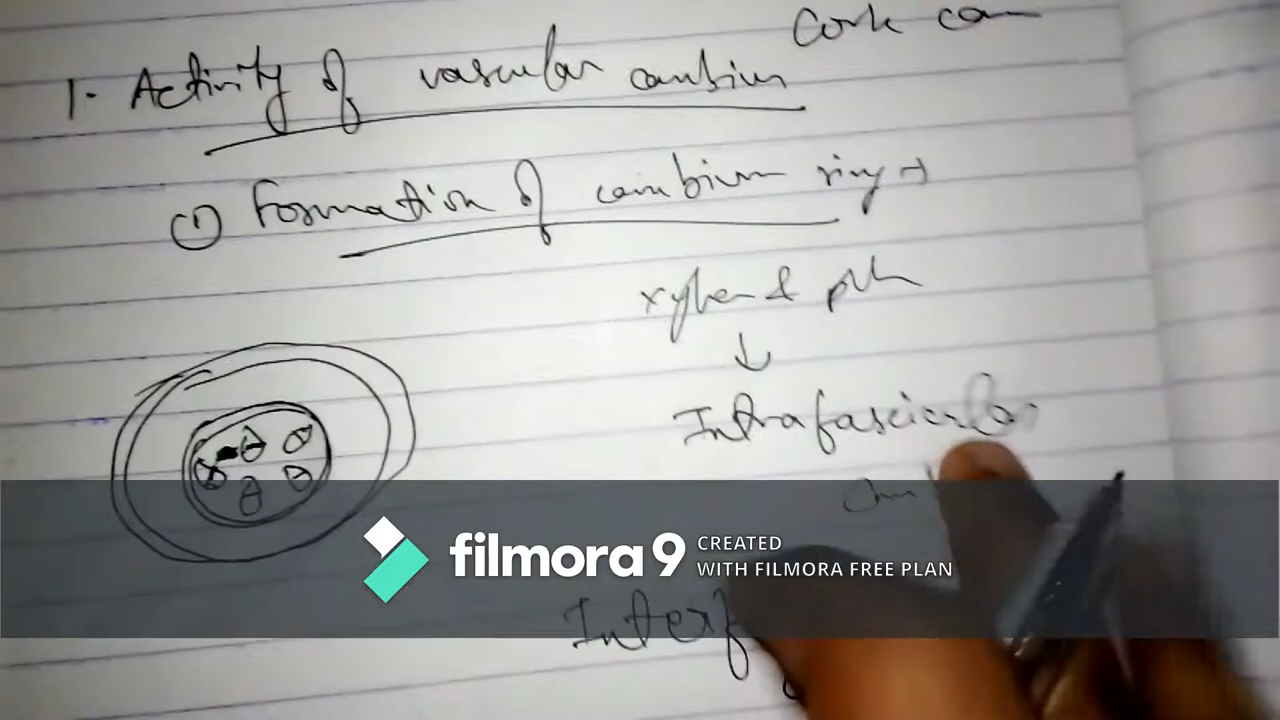 Cork cam
1. Activity of vascular cambium
① Formation of cambium ring →
xylem & phl
↓
Intrafascicular
filmora 9 CREATED
WITH FILMORA FREE PLAN
Interf